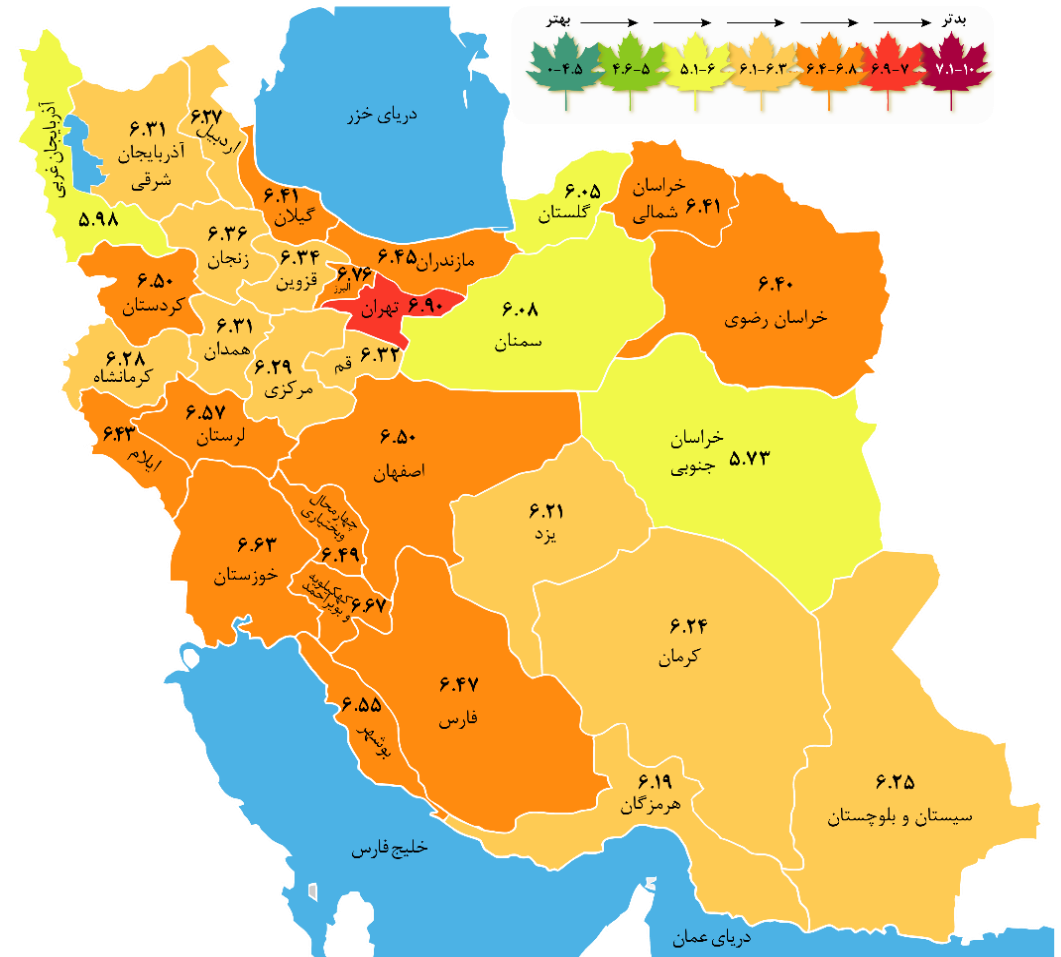 بهتر
بدتر
۰-۴.۵
۴.۶-۵
۵.۱-۶
۶.۱-۶.۳
۶.۴-۶.۸
۶.۹-۷
۷.۱-۱۰
دریای خزر
آذربایجان غربی
۵.۹۸
۶.۳۱
آذربایجان
شرقی
۶.۲۷
اردبیل
۶.۴۱
گیلان
۶.۰۵
گلستان
خراسان
شمالی ۶.۴۱
۶.۳۶
زنجان
۶.۳۴
قزوین
۶.۷۶
البرز
۶.۴۵ مازندران
۶.۹۰ تهران
۶.۰۸
سمنان
۶.۴۰
خراسان رضوی
۶.۵۰
کردستان
۶.۳۱
همدان
۶.۲۸
کرمانشاه
۶.۲۹
مرکزی
۶.۳۲
قم
۶.۵۷
لرستان
۶.۴۳
ایلام
۶.۵۰
اصفهان
خراسان
جنوبی ۵.۷۳
چهارمحال
وبختیاری
۶.۴۹
۶.۲۱
یزد
۶.۶۳
خوزستان
کهکیلویه
و بویراحمد
۶.۶۷
۶.۲۴
کرمان
۶.۴۷
فارس
۶.۵۵
بوشهر
۶.۱۹
هرمزگان
۶.۲۵
سیستان و بلوچستان
خلیج فارس
دریای عمان